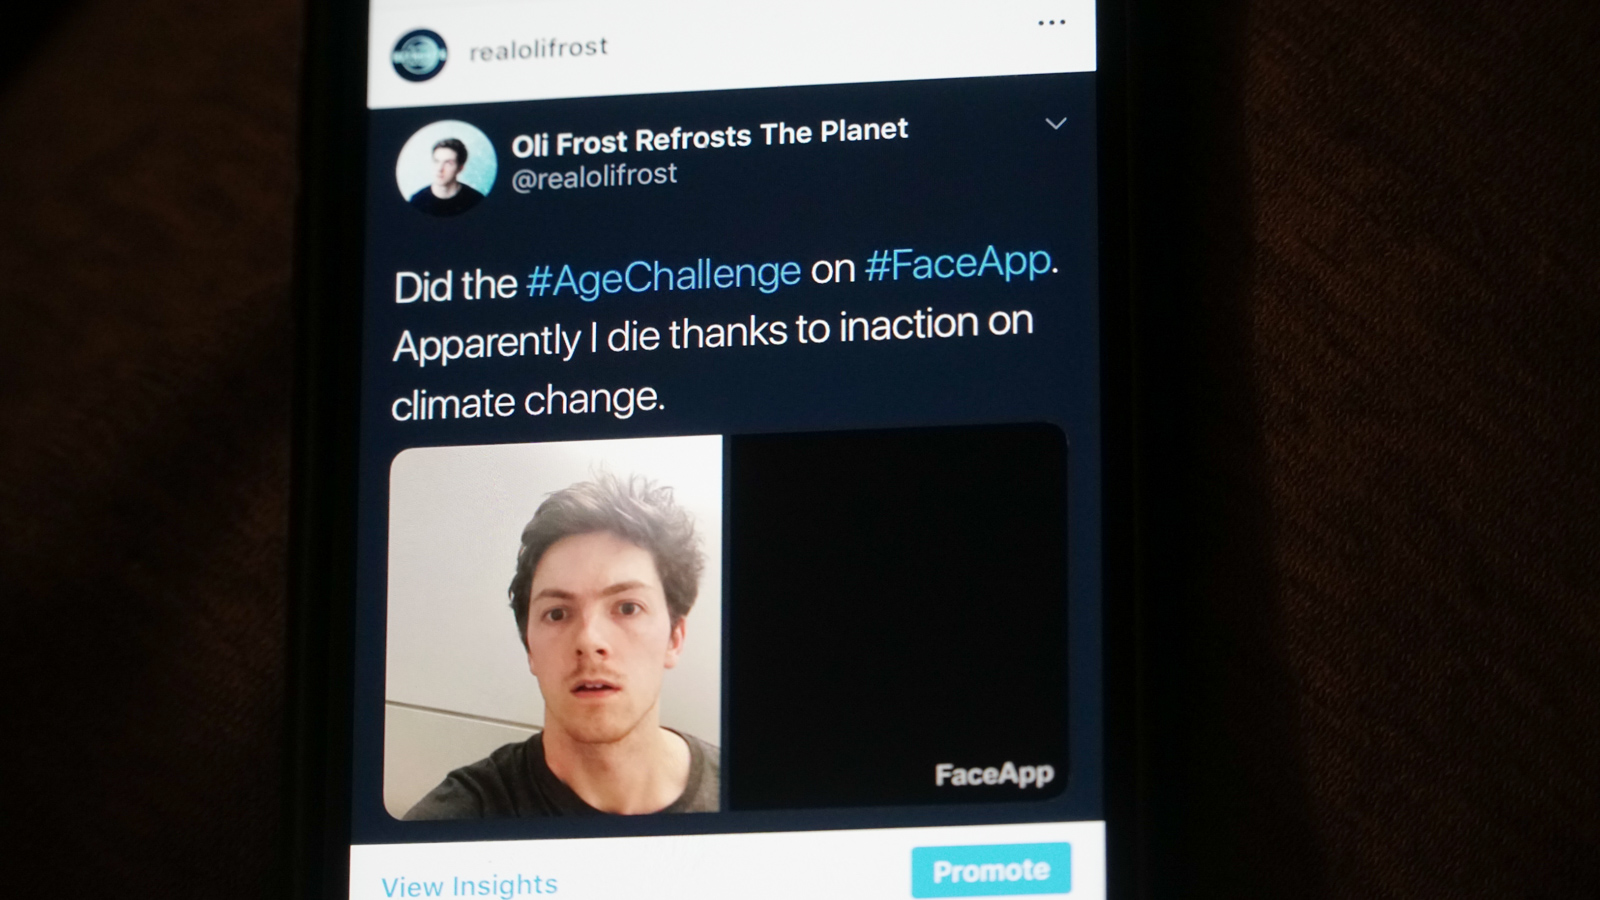 realolifrost
Oli Frost Refrosts The Planet
@realolifrost
Did the #AgeChallenge on #FaceApp.
Apparently I die thanks to inaction on
climate change.
FaceApp
View Insights
Promote